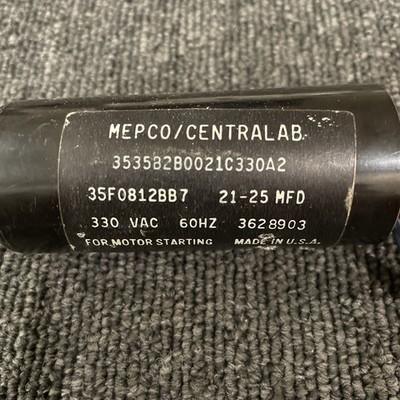 MEPCO/CENTRALAB
3535B2B0021C330A2
35F0812BB7 21-25 MFD
330 VAC 60HZ 3628903
FOR MOTOR STARTING MADE IN U.S.A.